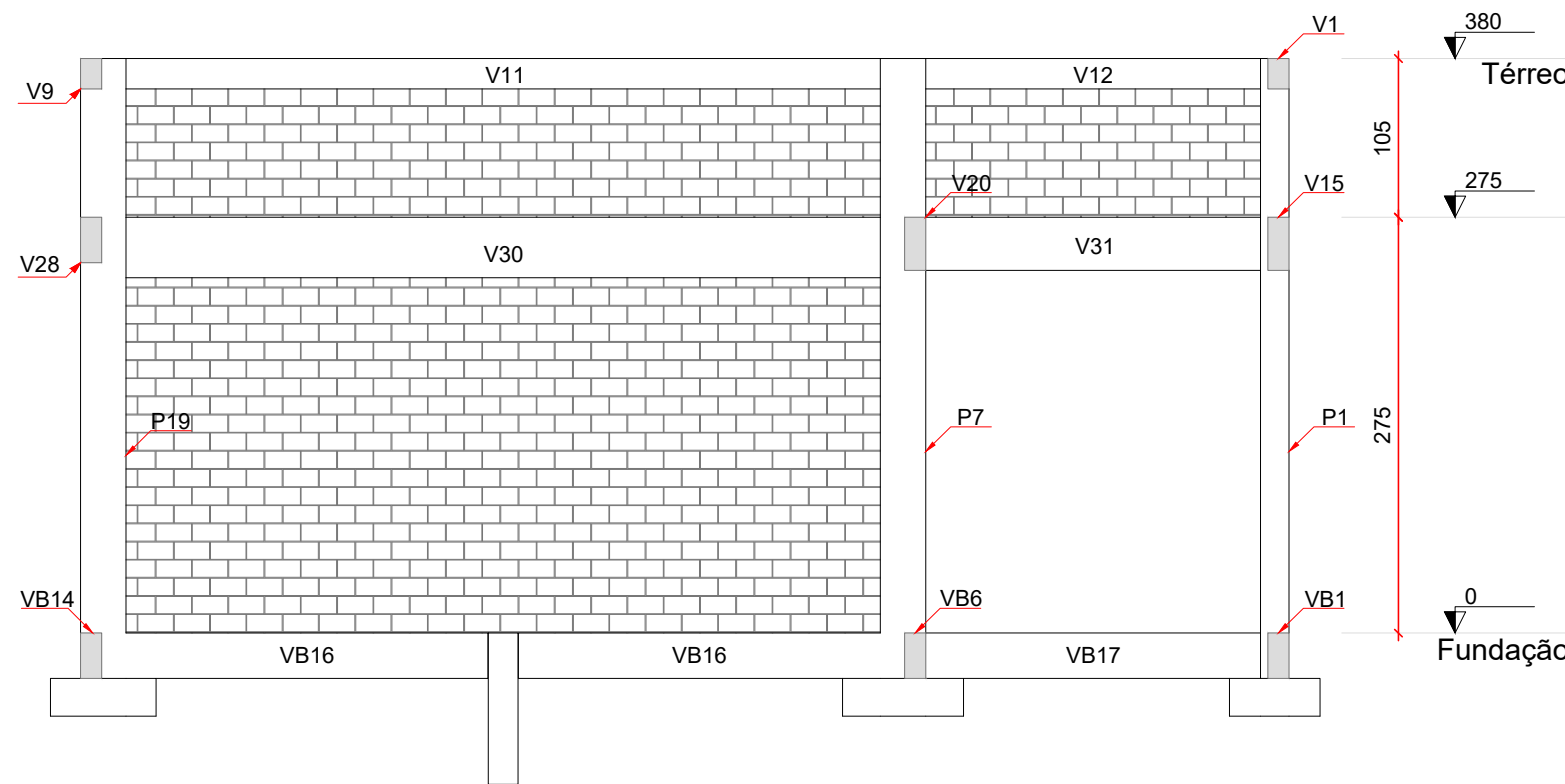 V1
380
V11
V12
Térreo
V9
105
V20
V15
275
V28
V30
V31
P19
P7
P1
275
VB14
VB6
VB1
0
VB16
VB16
VB17
Fundação